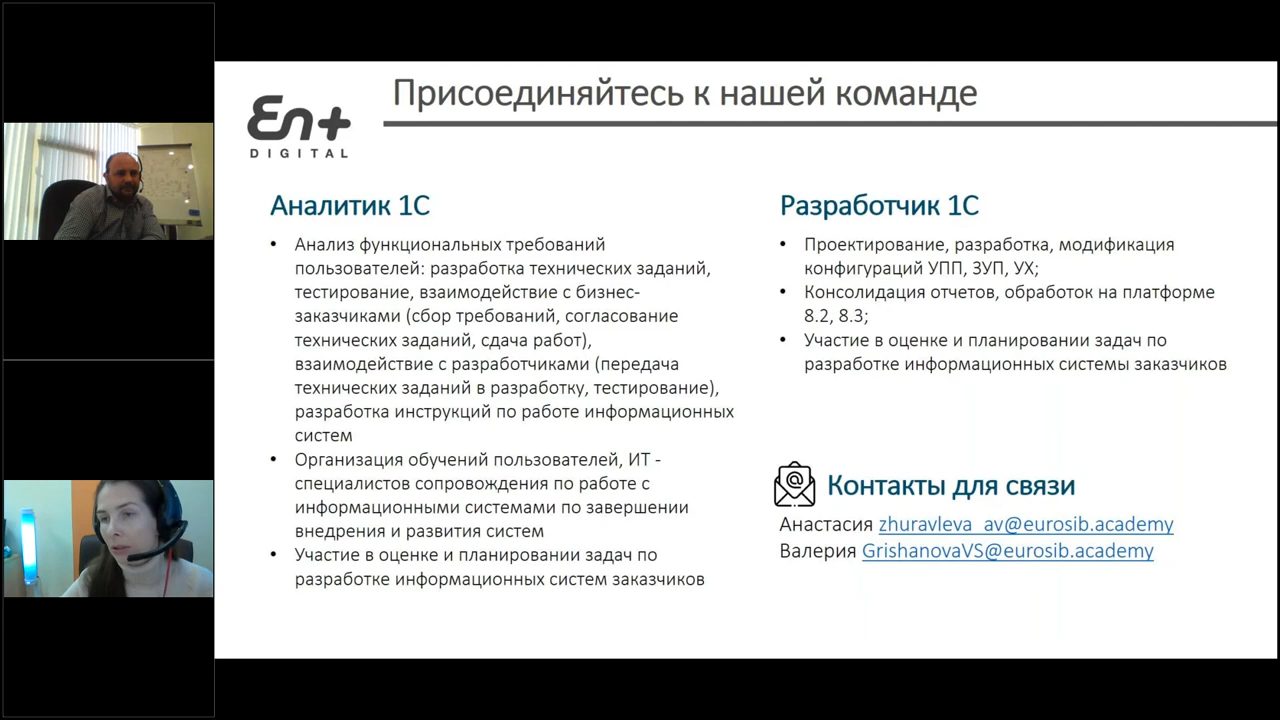 Присоединяйтесь к нашей команде
En+
DIGITAL
Аналитик 1С
• Анализ функциональных требований
пользователей: разработка технических заданий,
тестирование, взаимодействие с бизнес-
заказчиками (сбор требований, согласование
технических заданий, сдача работ),
взаимодействие с разработчиками (передача
технических заданий в разработку, тестирование),
разработка инструкций по работе информационных
систем
• Организация обучений пользователей, ИТ -
специалистов сопровождения по работе с
информационными системами по завершении
внедрения и развития систем
• Участие в оценке и планировании задач по
разработке информационных систем заказчиков
Разработчик 1С
• Проектирование, разработка, модификация
конфигураций УПП, ЗУП, УХ;
• Консолидация отчетов, обработок на платформе
8.2, 8.3;
• Участие в оценке и планировании задач по
разработке информационных системы заказчиков
Контакты для связи
Анастасия zhuravleva_av@eurosib.academy
Валерия GrishanovaVS@eurosib.academy